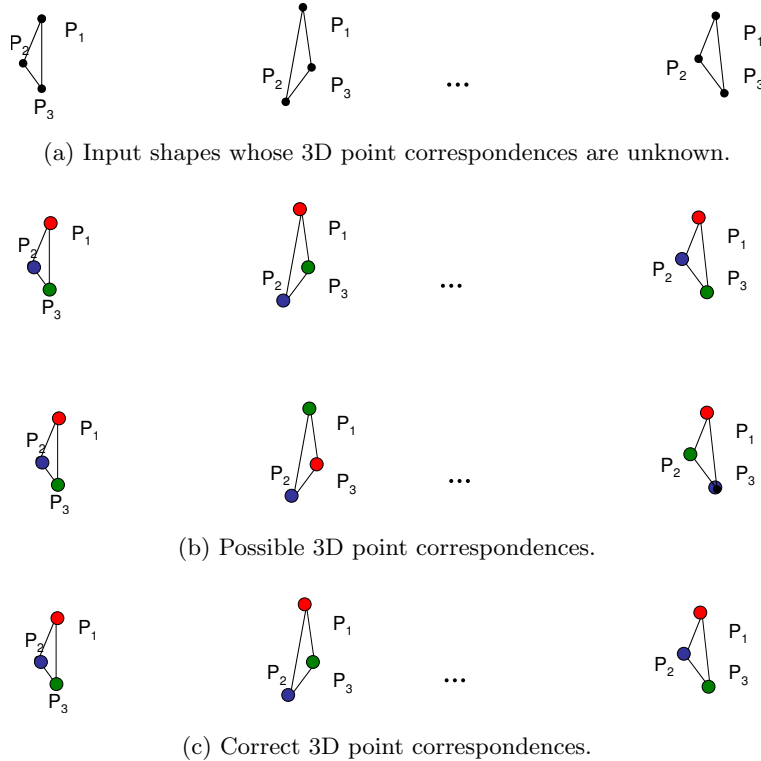 P1 P1 P1
P2 P2 P2
P3 P3 P3
...
(a) Input shapes whose 3D point correspondences are unknown.
P1 P1 P1
P2 P2 P2
P3 P3 P3
...
P1 P1 P1
P2 P2 P2
P3 P3 P3
...
(b) Possible 3D point correspondences.
P1 P1 P1
P2 P2 P2
P3 P3 P3
...
(c) Correct 3D point correspondences.